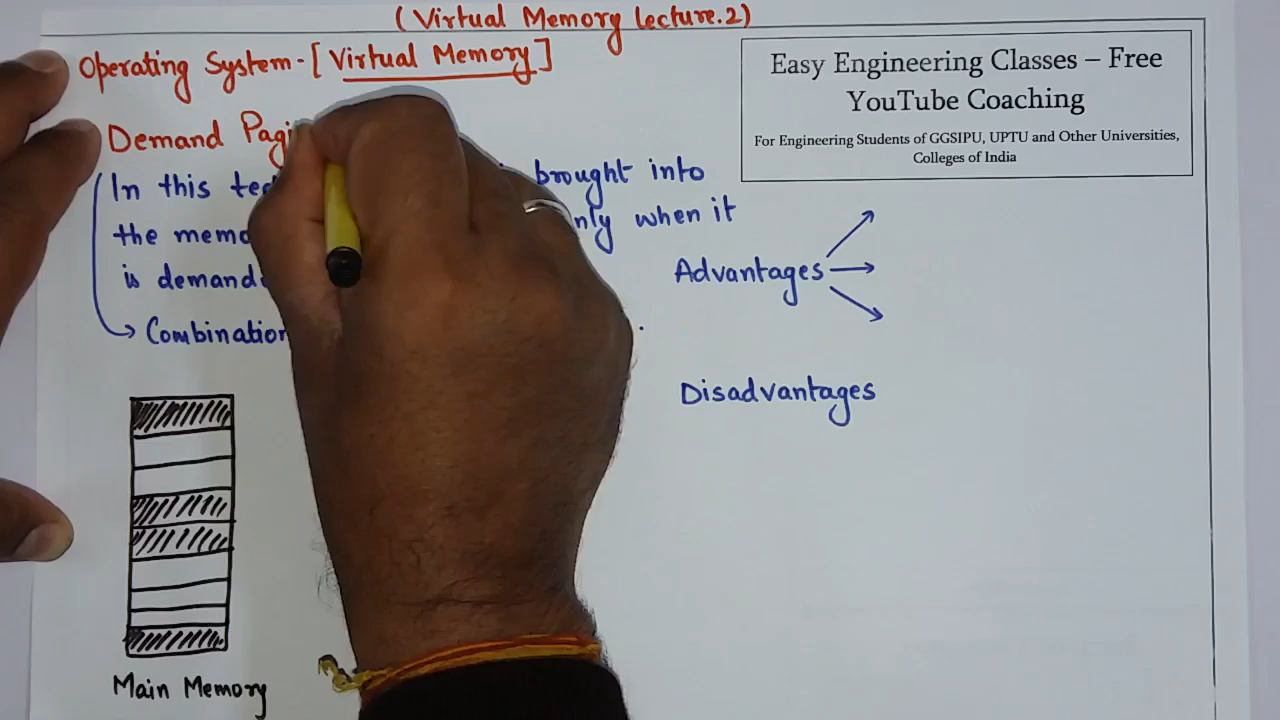 (Virtual Memory lecture.2)
Operating System - [Virtual Memory]
Easy Engineering Classes – Free
YouTube Coaching
For Engineering Students of GGSIPU, UPTU and Other Universities,
Colleges of India
Demand
In this brought into
the when it
is
Combination
Advantages
Disadvantages
Main Memory